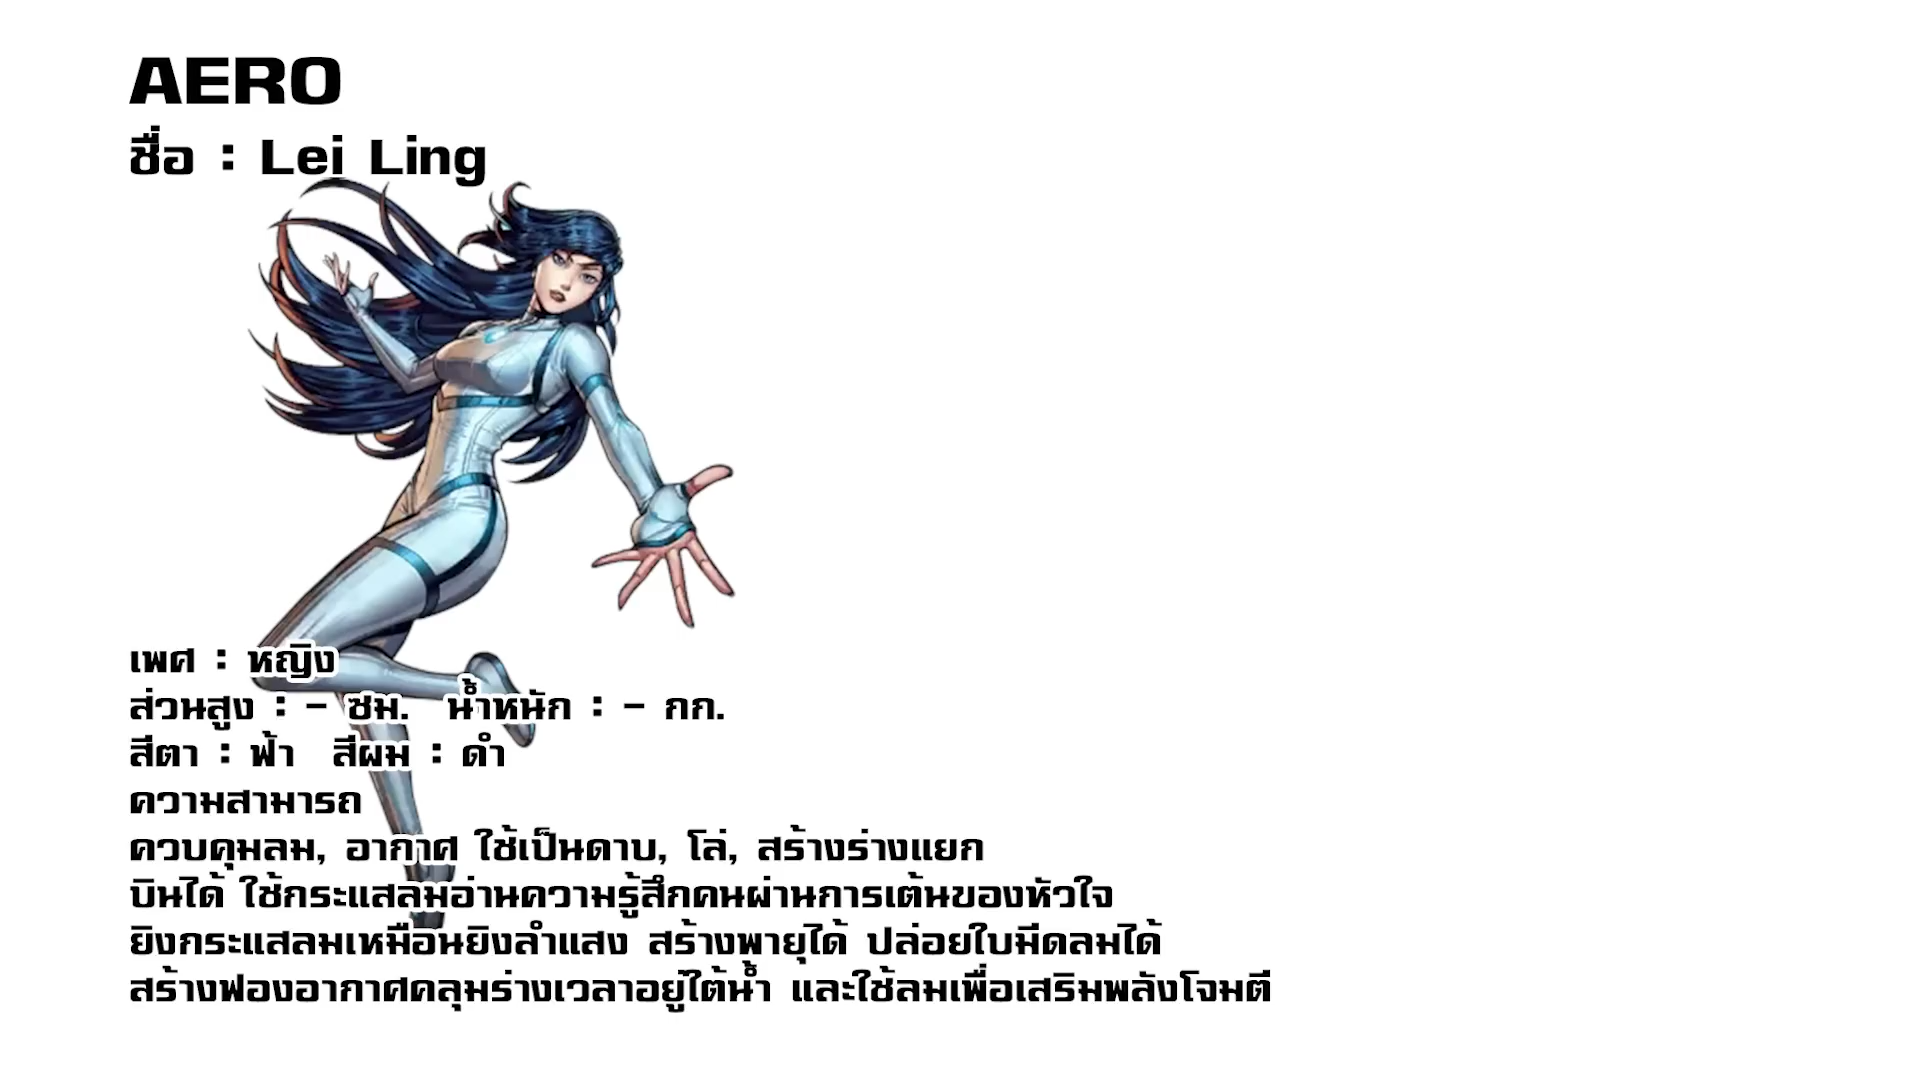 AERO
ชื่อ : Lei Ling
เพศ : หญิง
ส่วนสูง : - ซม. น้ำหนัก : - กก.
สีตา : ฟ้า สีผม : ดำ
ความสามารถ
ควบคุมลม, อากาศ ใช้เป็นดาบ, โล่, สร้างร่างแยก
บินได้ ใช้กระแสลมอ่านความรู้สึกคนผ่านการเต้นของหัวใจ
ยิงกระแสลมเหมือนยิงลำแสง สร้างพายุได้ ปล่อยใบมีดลมได้
สร้างฟองอากาศคลุมร่างเวลาอยู่ใต้น้ำ และใช้ลมเพื่อเสริมพลังโจมตี